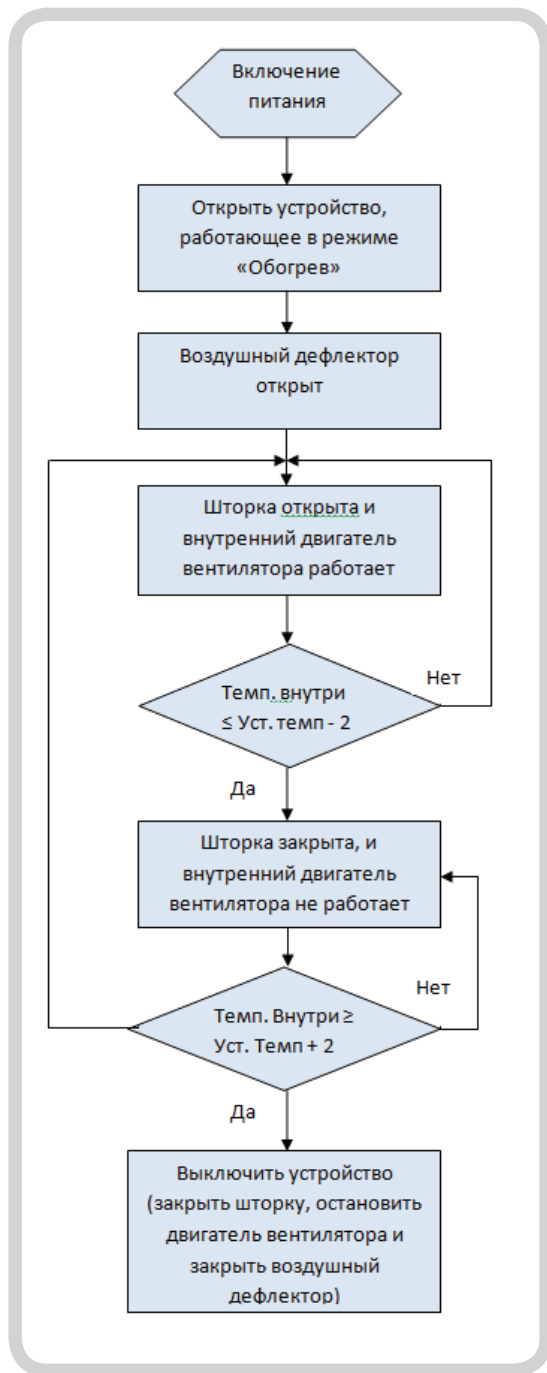 Включение
питания
Открыть устройство,
работающее в режиме
«Обогрев»
Воздушный дефлектор
открыт
Шторка открыта и
внутренний двигатель
вентилятора работает
Темп. внутри
≤ Уст. темп - 2
Нет
Да
Шторка закрыта, и
внутренний двигатель
вентилятора не работает
Темп. Внутри ≥
Уст. Темп + 2
Нет
Да
Выключить устройство
(закрыть шторку, остановить
двигатель вентилятора и
закрыть воздушный
дефлектор)